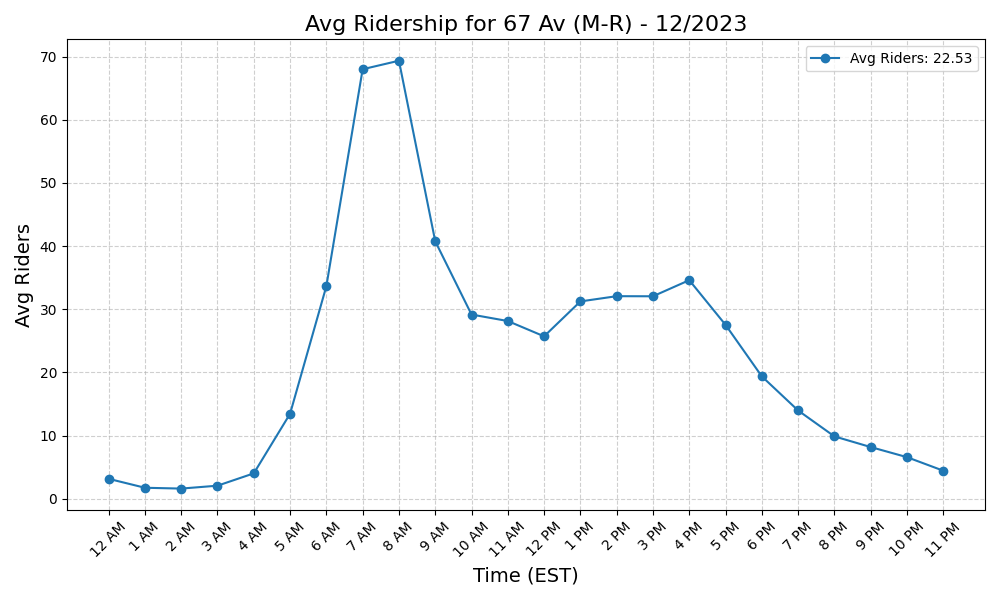 Avg Ridership for 67 Av (M-R) - 12/2023
Avg Riders: 22.53
Avg Riders
70
60
50
40
30
20
10
0
12 AM
1 AM
2 AM
3 AM
4 AM
5 AM
6 AM
7 AM
8 AM
9 AM
10 AM
11 AM
12 PM
1 PM
2 PM
3 PM
4 PM
5 PM
6 PM
7 PM
8 PM
9 PM
10 PM
11 PM
Time (EST)